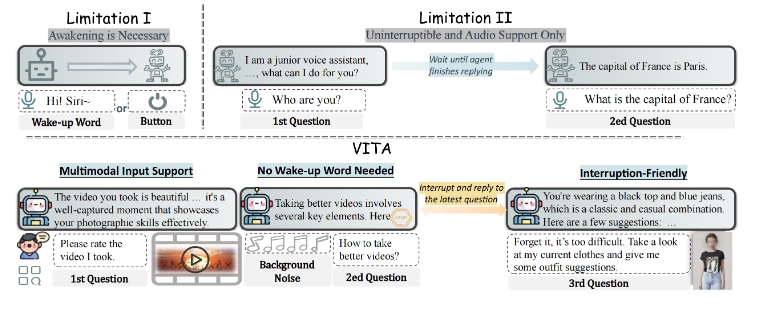 Limitation I
Awakening is Necessary
Hi! Siri~
or
Wake-up Word
Button
Limitation II
Uninterruptible and Audio Support Only
I am a junior voice assistant,
…, what can I do for you?
Who are you?
1st Question
Wait until agent
finishes replying
The capital of France is Paris.
What is the capital of France?
2ed Question
VITA
Multimodal Input Support
The video you took is beautiful … it's a
well-captured moment that showcases
your photographic skills effectively.
Please rate the
video I took.
1st Question
No Wake-up Word Needed
Taking better videos involves
several key elements. Here
Background
Noise
How to take
better videos?
2ed Question
Interrupt and reply to
the latest question
Interruption-Friendly
You're wearing a black top and blue jeans,
which is a classic and casual combination.
Here are a few suggestions: …
Forget it, it's too difficult. Take a look
at my current clothes and give me
some outfit suggestions.
3rd Question